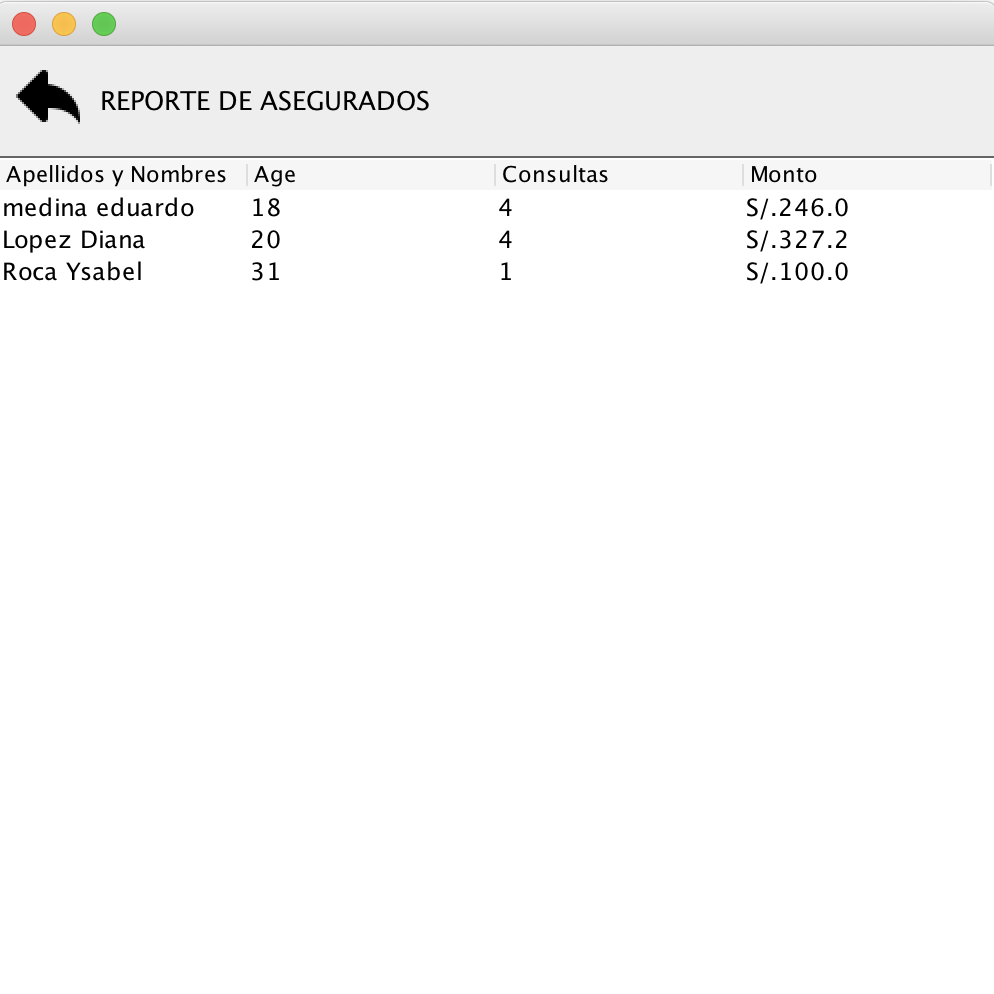 REPORTE DE ASEGURADOS
Apellidos y Nombres Age Consultas Monto
medina eduardo 18 4 S/.246.0
Lopez Diana 20 4 S/.327.2
Roca Ysabel 31 1 S/.100.0